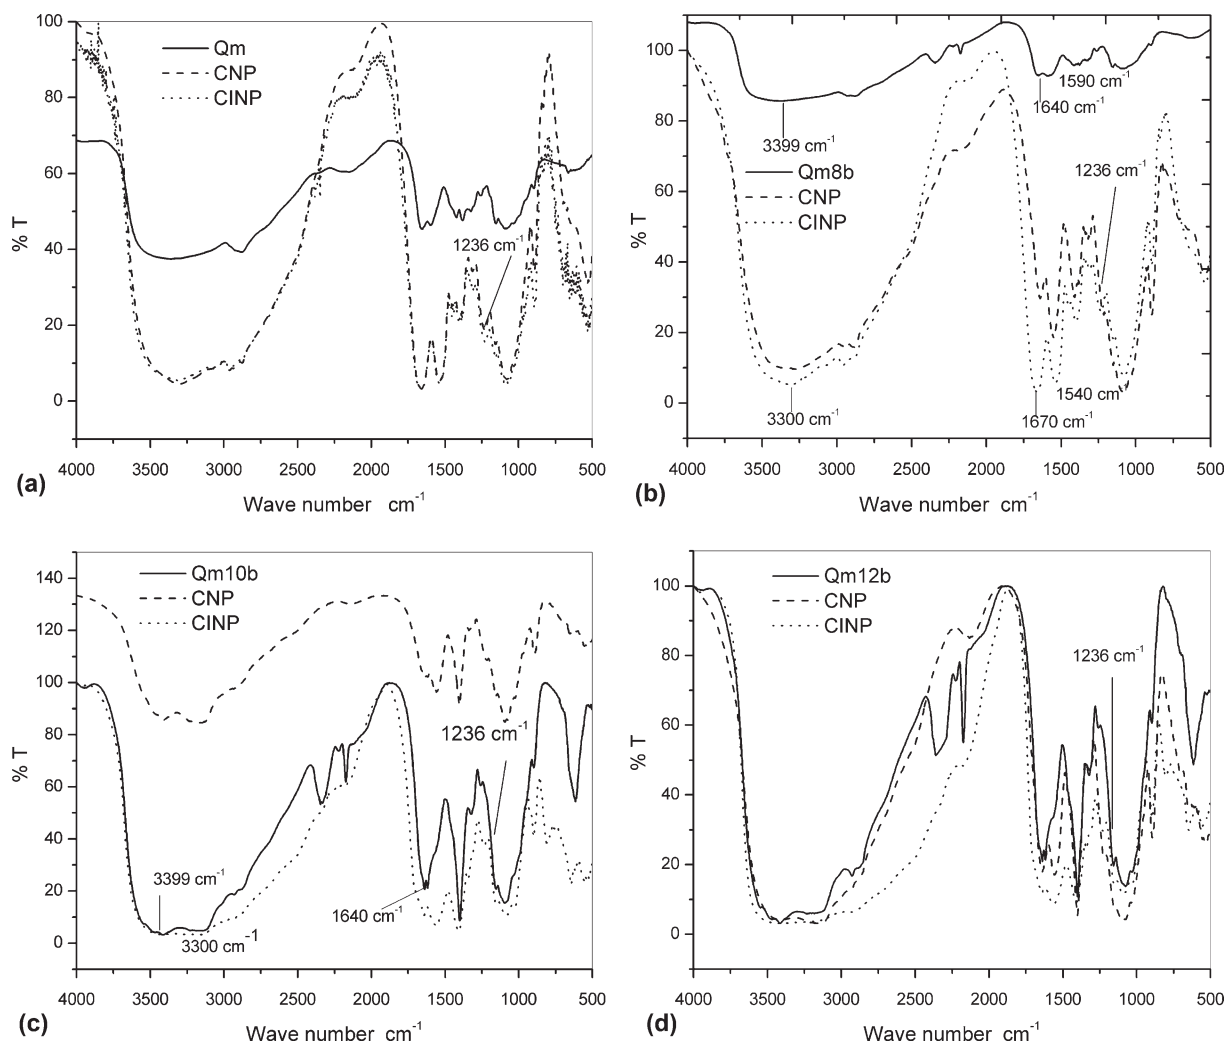 100
80
60
40
20
0
% T
Qm
CNP
CINP
1236 cm-1
4000 3500 3000 2500 2000 1500 1000 500
Wave number cm-1
(a)
100
80
60
40
20
0
% T
1590 cm-1
1640 cm-1
3399 cm-1
Qm8b
CNP
CINP
1236 cm-1
1540 cm-1
3300 cm-1
1670 cm-1
4000 3500 3000 2500 2000 1500 1000 500
Wave number cm-1
(b)
140
120
100
80
60
40
20
0
% T
Qm10b
CNP
CINP
1236 cm-1
3399 cm-1
1640 cm-1
3300 cm-1
4000 3500 3000 2500 2000 1500 1000 500
Wave number cm-1
(c)
100
80
60
40
20
0
% T
Qm12b
CNP
CINP
1236 cm-1
4000 3500 3000 2500 2000 1500 1000 500
Wave number cm-1
(d)